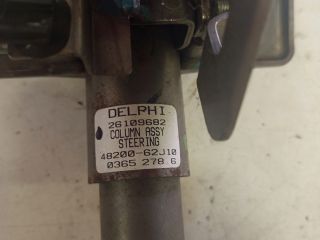 DELPHI
26109682
COLUMN ASSY
STEERING
48200-62J10
0365 278 6